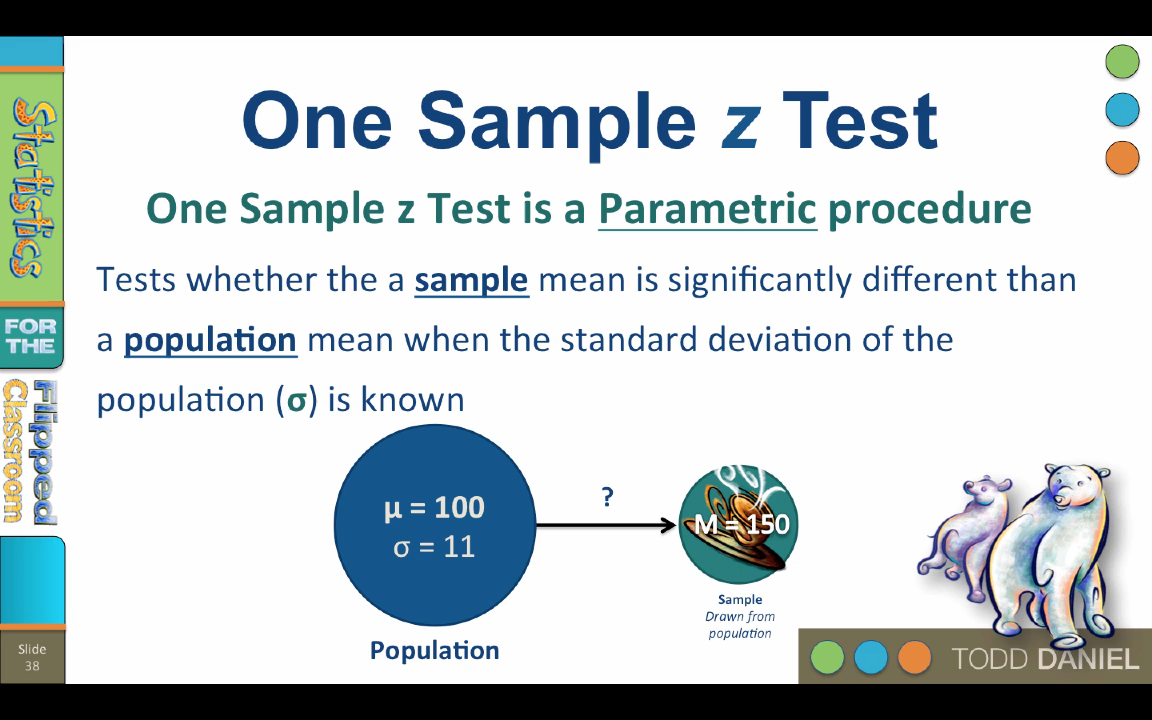 One Sample z Test
One Sample z Test is a Parametric procedure
Tests whether the a sample mean is significantly different than
a population mean when the standard deviation of the
population (σ) is known
μ = 100
σ = 11
Population
?
M = 150
Sample
Drawn from
population
Statistics
FOR
THE
Flipped
Classroom
Slide
38
TODD DANIEL